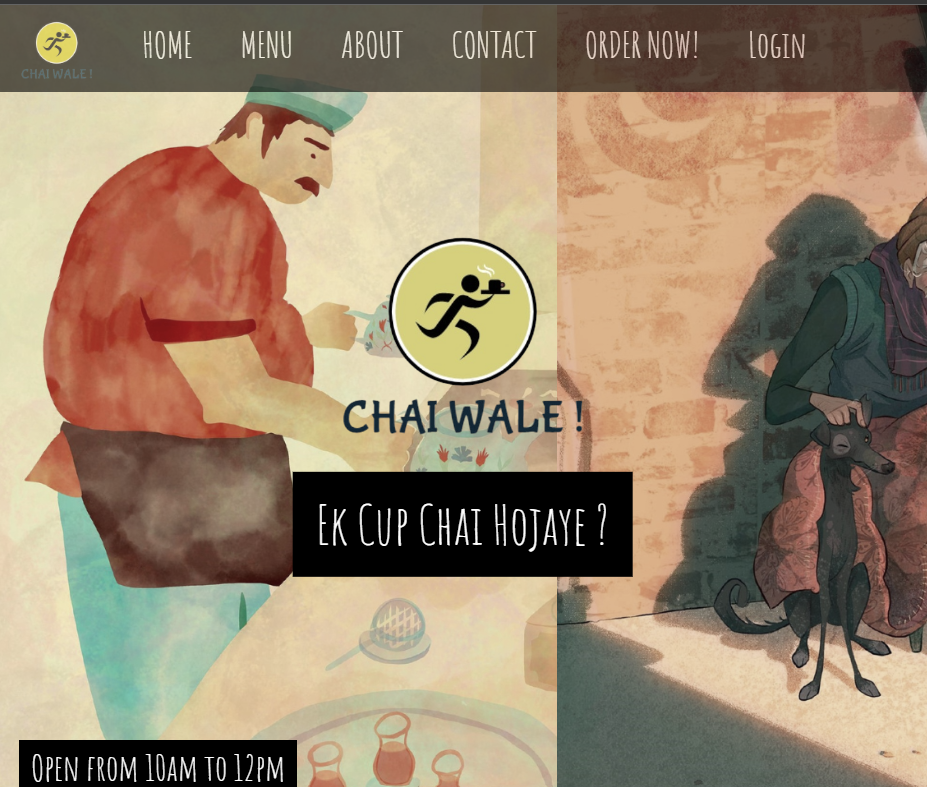 HOME MENU ABOUT CONTACT ORDER NOW! Login
CHAI WALE !
CHAI WALE !
Ek Cup Chai Hojaye ?
Open from 10am to 12pm